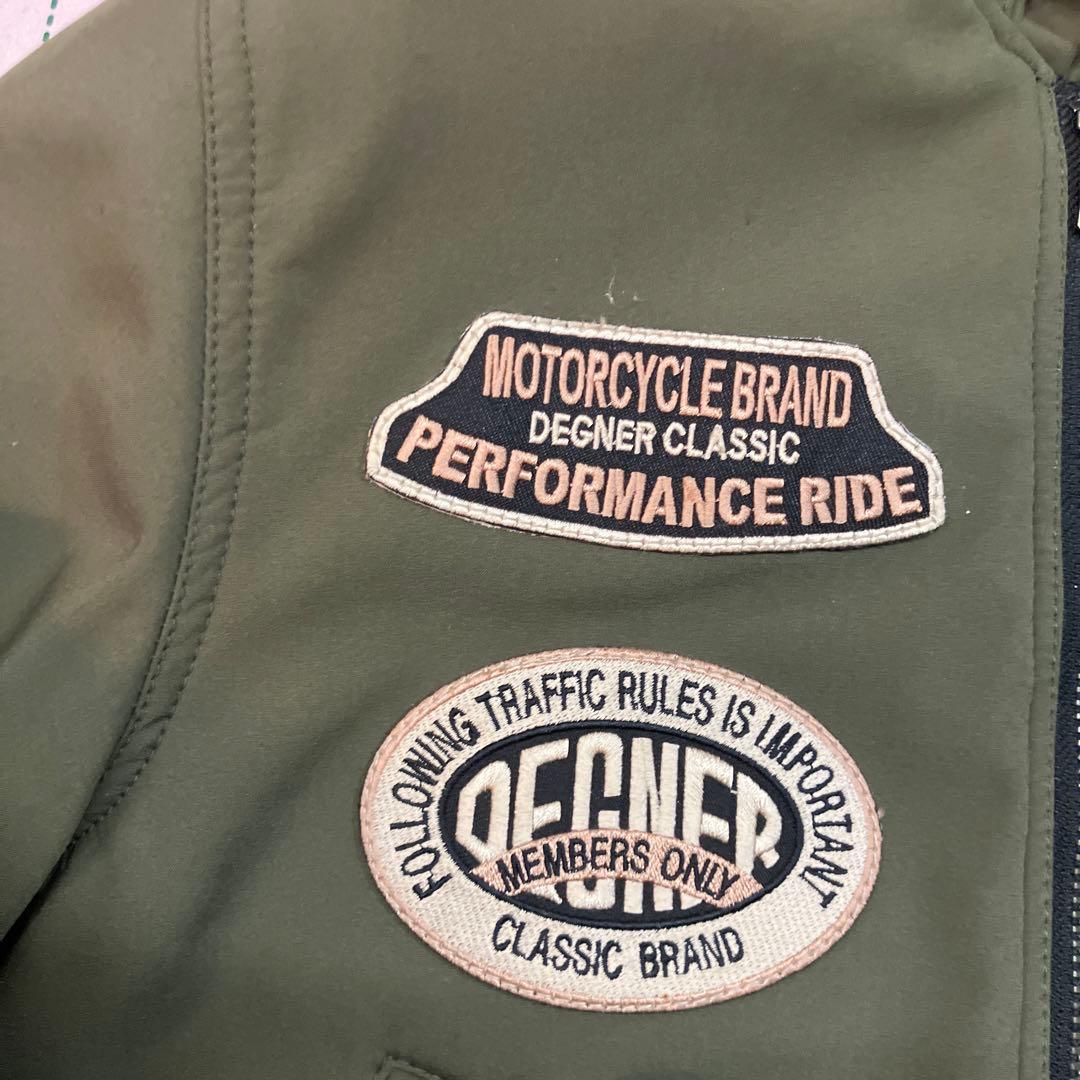 MOTORCYCLE BRAND
DEGNER CLASSIC
PERFORMANCE RIDE
FOLLOWING TRAFFIC RULES IS IMPORTANT
DEGNER
MEMBERS ONLY
CLASSIC BRAND